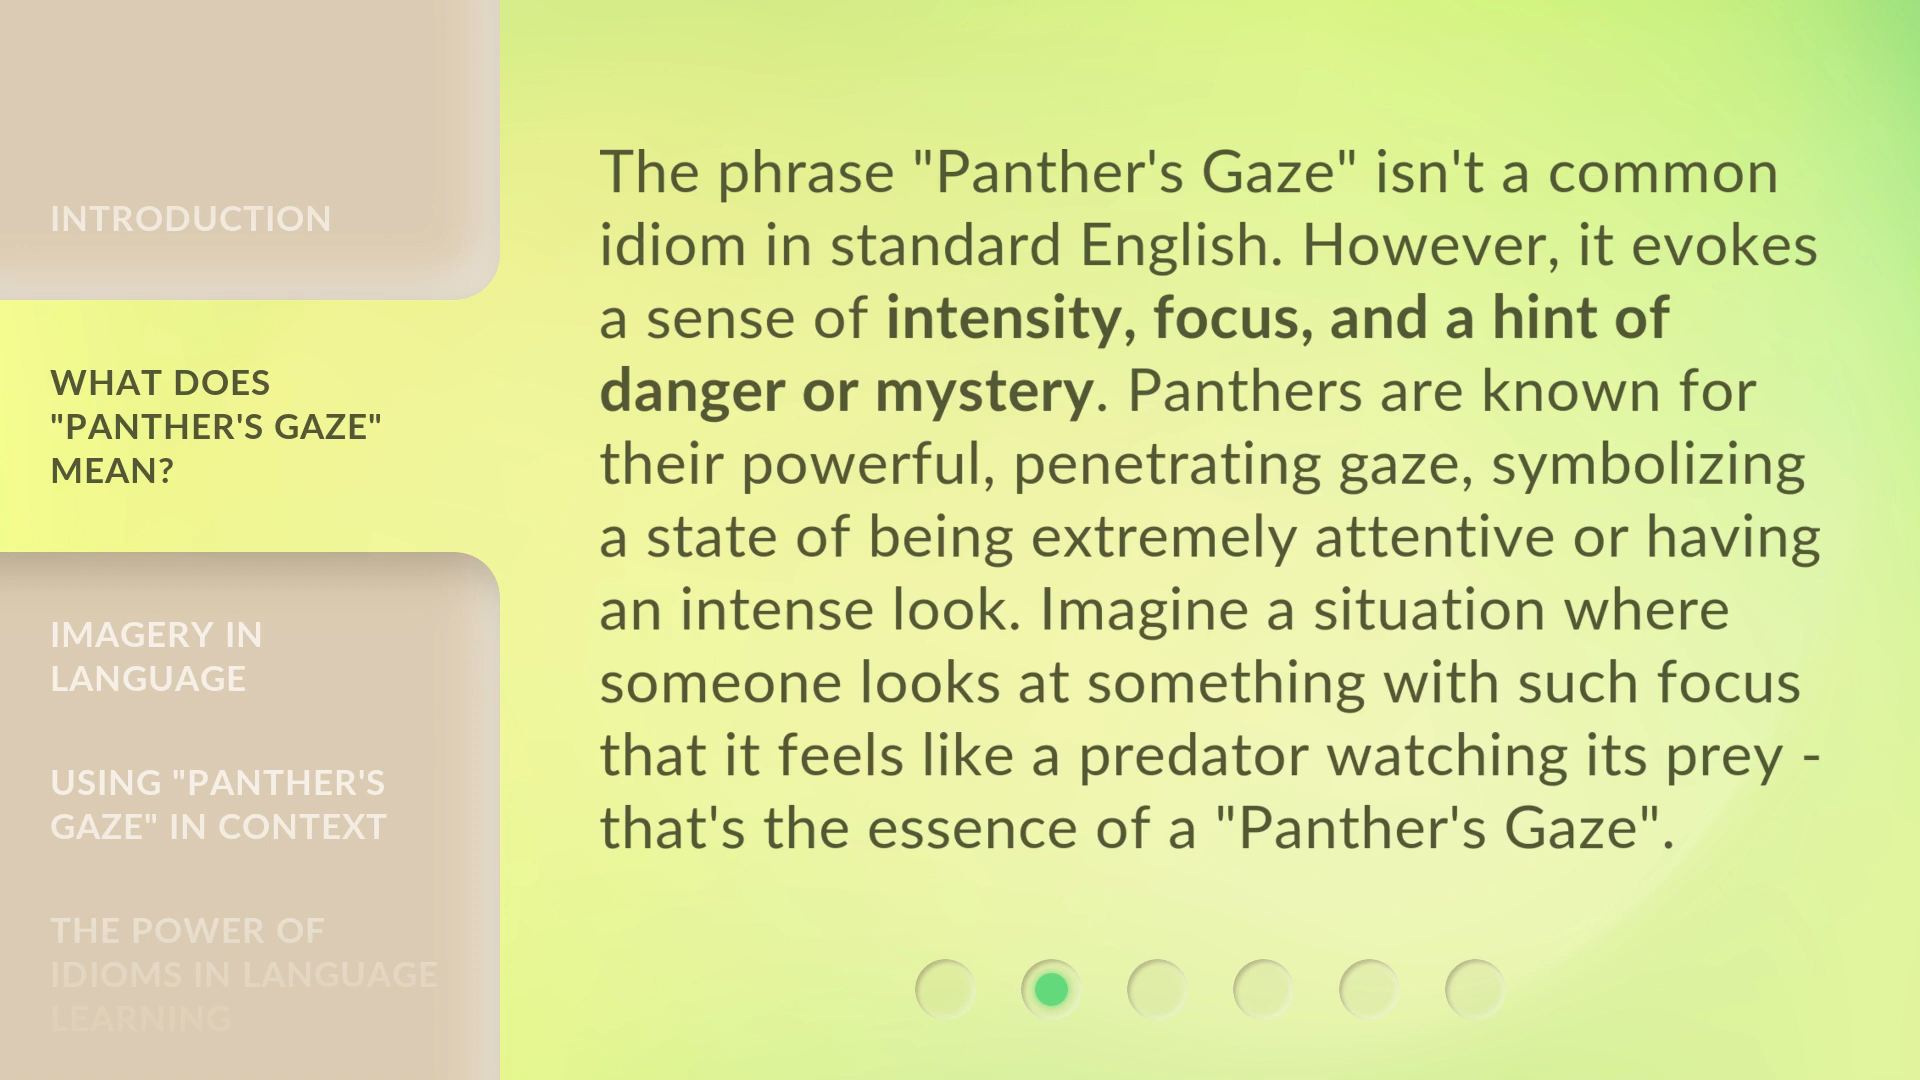 INTRODUCTION
WHAT DOES
"PANTHER'S GAZE"
MEAN?
IMAGERY IN
LANGUAGE
USING "PANTHER'S
GAZE" IN CONTEXT
THE POWER OF
IDIOMS IN LANGUAGE
LEARNING
The phrase "Panther's Gaze" isn't a common
idiom in standard English. However, it evokes
a sense of intensity, focus, and a hint of
danger or mystery. Panthers are known for
their powerful, penetrating gaze, symbolizing
a state of being extremely attentive or having
an intense look. Imagine a situation where
someone looks at something with such focus
that it feels like a predator watching its prey -
that's the essence of a "Panther's Gaze".